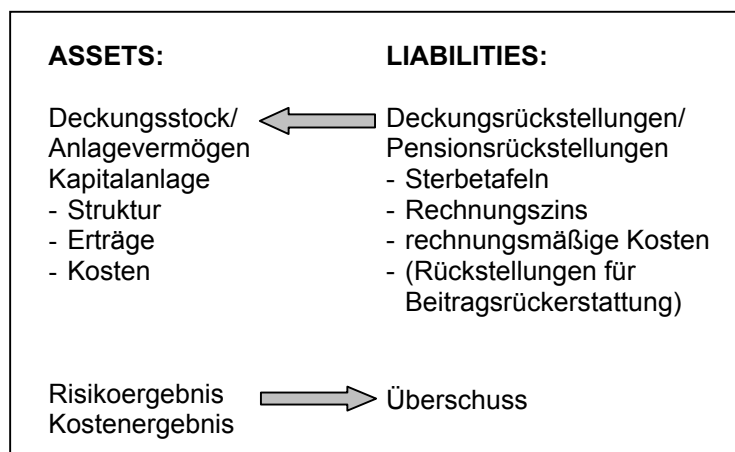 ASSETS:
Deckungsstock/
Anlagevermögen
Kapitalanlage
- Struktur
- Erträge
- Kosten
Risikoergebnis
Kostenergebnis
LIABILITIES:
Deckungsrückstellungen/
Pensionsrückstellungen
- Sterbetafeln
- Rechnungszins
- rechnungsmäßige Kosten
- (Rückstellungen für
Beitragsrückerstattung)
Überschuss